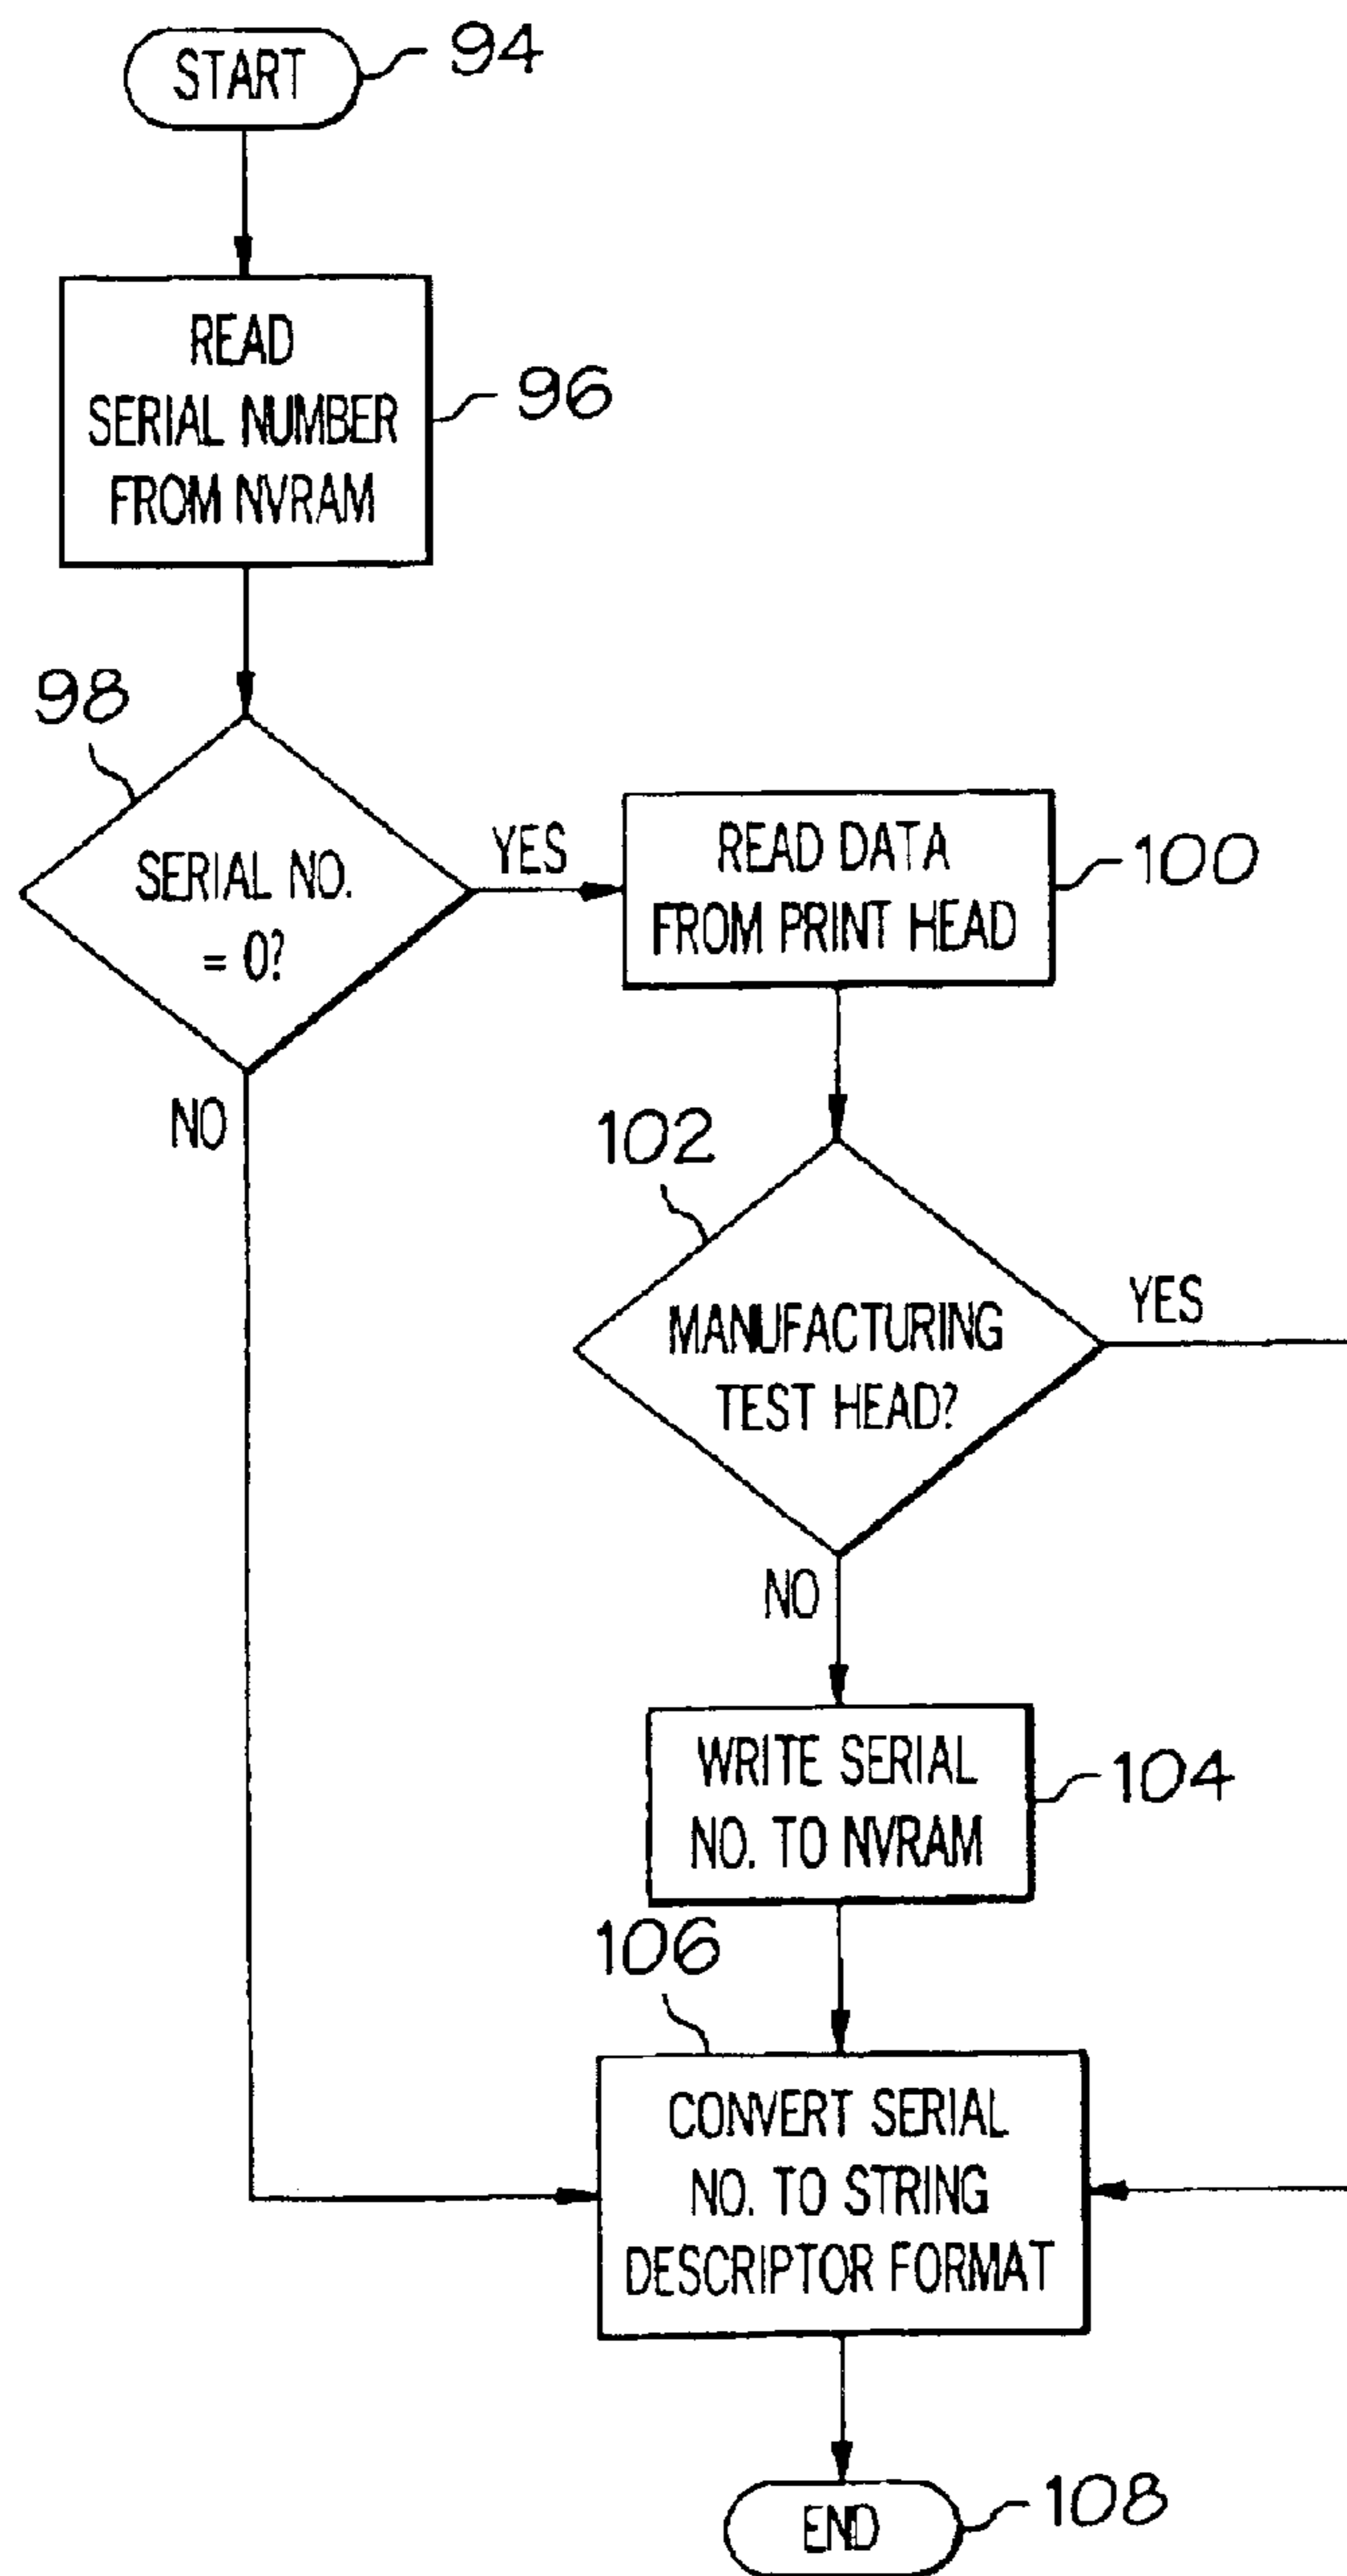 START
94
READ
SERIAL NUMBER
FROM NVRAM
96
98
SERIAL NO.
= 0?
YES
NO
READ DATA
FROM PRINT HEAD
100
102
MANUFACTURING
TEST HEAD?
YES
NO
WRITE SERIAL
NO. TO NVRAM
104
106
CONVERT SERIAL
NO. TO STRING
DESCRIPTOR FORMAT
END
108